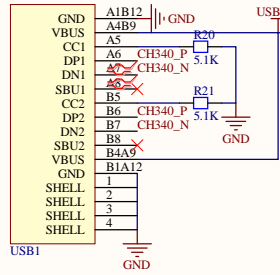 GND A1B12 GND
VBUS A4B9 USB
CC1 A5 R20
DP1 A6 CH340_P 5.1K
DN1 A7 CH340_N
SBU1 A8
CC2 B5 R21
DP2 B6 CH340_P 5.1K
DN2 B7 CH340_N
SBU2 B8 GND
VBUS B4A9
GND B1A12
SHELL 1
SHELL 2
SHELL 3
SHELL 4
USB1
GND